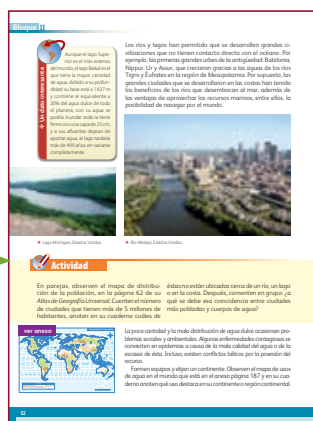 Bloque II
Un dato interesante
Aunque el lago Supe-
rior es el más extenso
del mundo, el lago Baikal es el
que tiene la mayor cantidad
de agua, debido a su profun-
didad: su base está a 1 637 m
y contiene el equivalente a
20% del agua dulce de todo
el planeta, con su agua se
podría inundar toda la tierra
firme con una capa de 20 cm,
y si sus afluentes dejaran de
aportar agua, el lago tardaría
más de 400 años en vaciarse
completamente.
Los ríos y lagos han permitido que se desarrollen grandes ci-
vilizaciones que no tienen contacto directo con el océano. Por
ejemplo, las primeras grandes urbes de la antigüedad: Babilonia,
Nippur, Ur y Assur, que crecieron gracias a las aguas de los ríos
Tigris y Éufrates en la región de Mesopotamia. Por supuesto, las
grandes ciudades que se desarrollaron en las costas han tenido
los beneficios de los ríos que desembocan al mar, además de
las ventajas de aprovechar los recursos marinos, entre ellos, la
posibilidad de navegar por el mundo.
Lago Michigan, Estados Unidos.
Río Misisipi, Estados Unidos.
Actividad
En parejas, observen el mapa de distribu-
ción de la población, en la página 62 de su
Atlas de Geografía Universal. Cuenten el número
de ciudades que tienen más de 5 millones de
habitantes, anoten en su cuaderno cuáles de
éstas no están ubicadas cerca de un río, un lago
o en la costa. Después, comenten en grupo: ¿a
qué se debe esa coincidencia entre ciudades
más pobladas y cuerpos de agua?
ver anexo
La poca cantidad y la mala distribución de agua dulce ocasionan pro-
blemas sociales y ambientales. Algunas enfermedades contagiosas se
convierten en epidemias a causa de la mala calidad del agua o de la
escasez de ésta. Incluso, existen conflictos bélicos por la posesión del
recurso.
Formen equipos y elijan un continente. Observen el mapa de usos
de agua en el mundo que está en el anexo página 187 y en su cua-
derno anoten qué uso destaca en su continente o región continental.
52